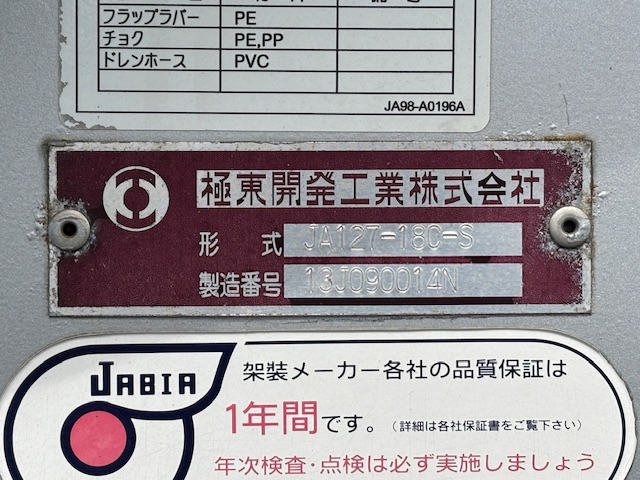 フラップラバー PE
チョク PE,PP
ドレンホース PVC
JA98-A0196A
極東開発工業株式会社
形式 JA127-18C-S
製造番号 13J090014N
JABIA
架装メーカー各社の品質保証は
1年間です。（詳細は各社保証書をご覧下さい）
年次検査・点検は必ず実施しましょう